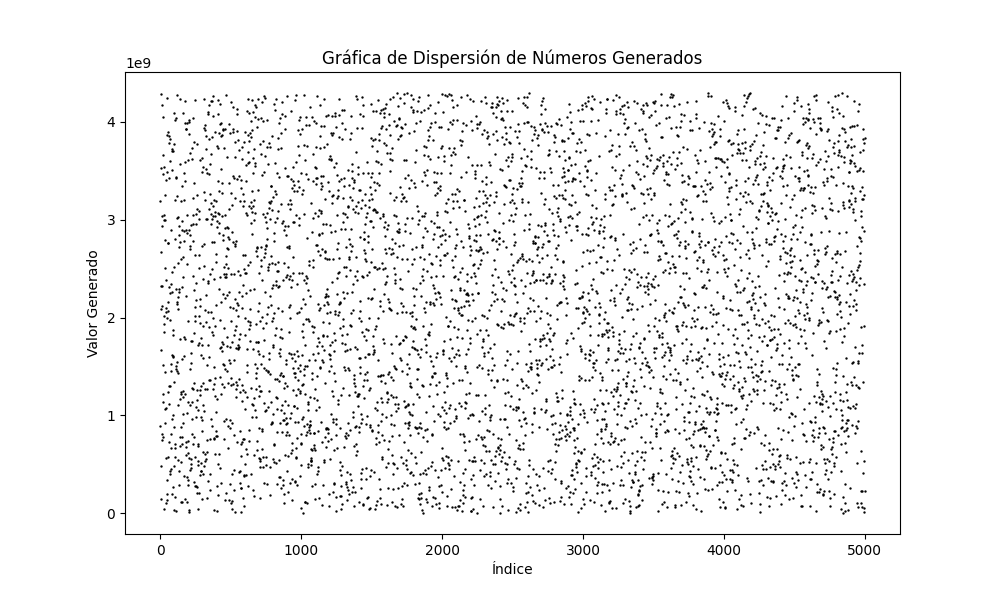 Gráfica de Dispersión de Números Generados
1e9
4
3
2
1
0
Valor Generado
0 1000 2000 3000 4000 5000
Índice